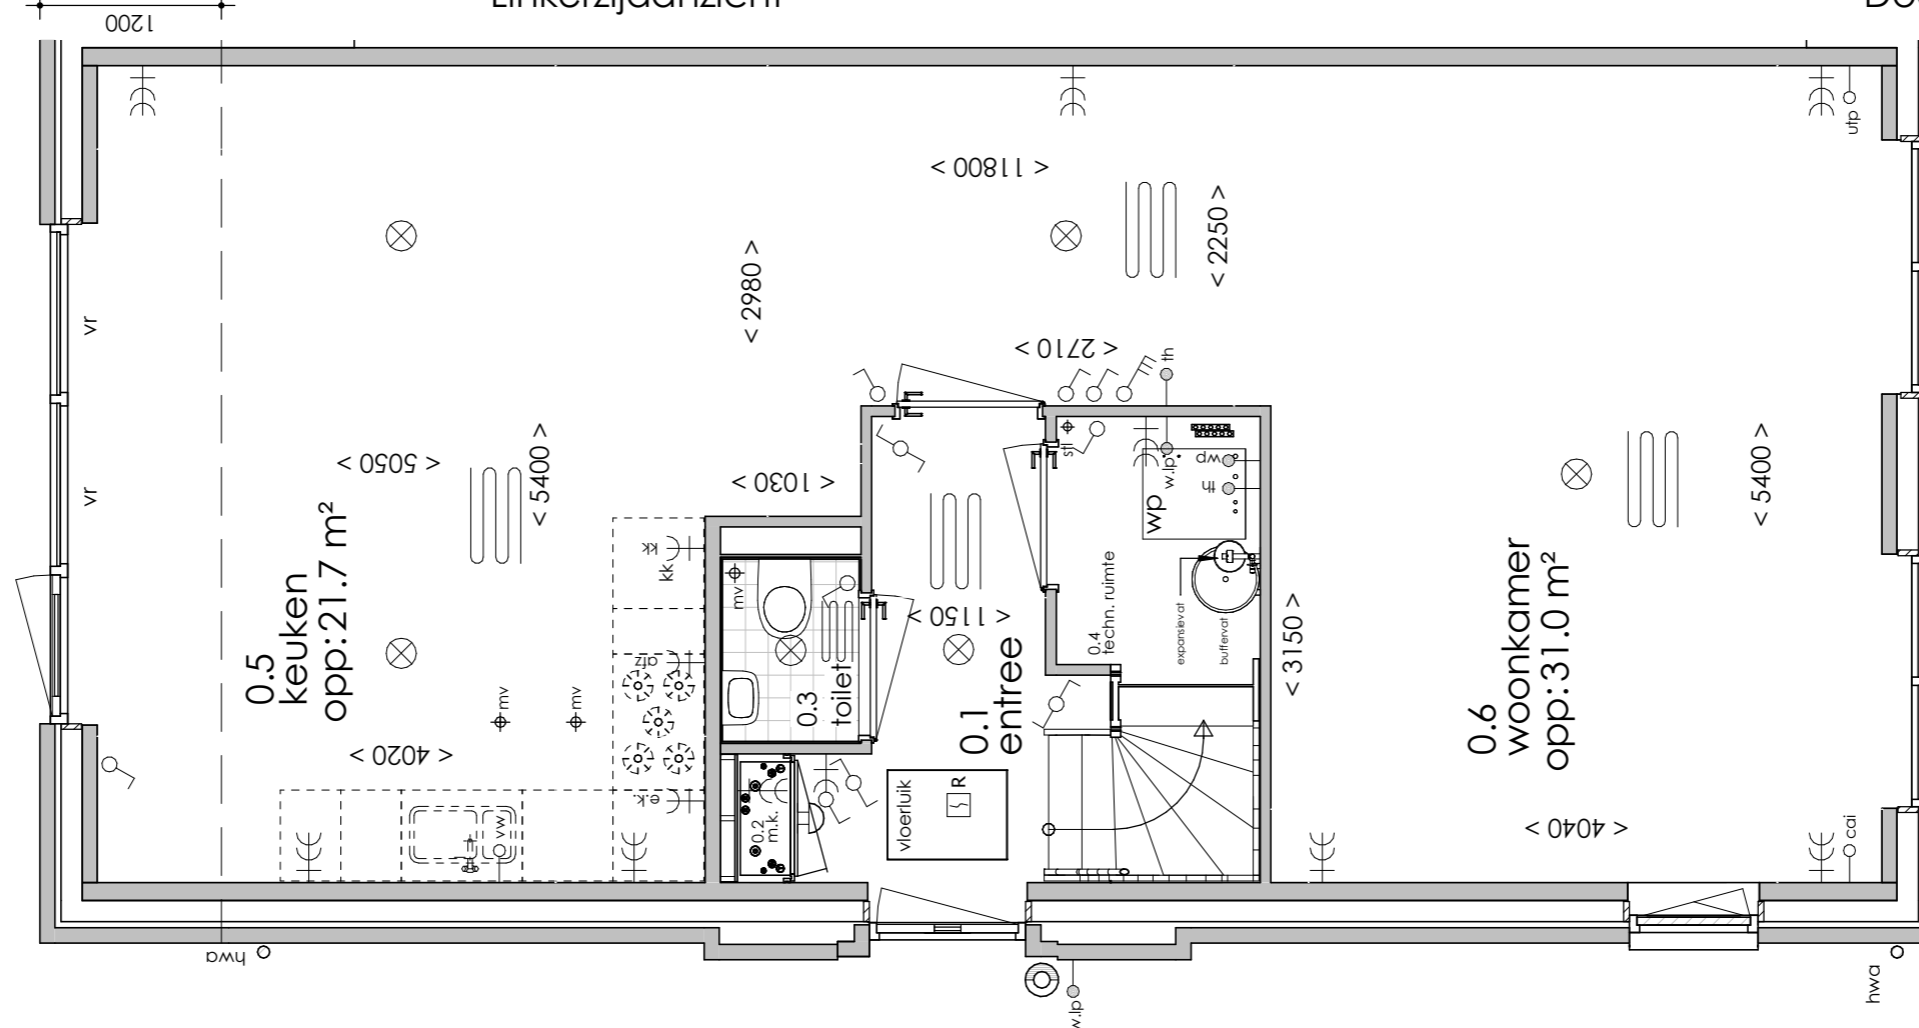 1200
Linkerzijaanzicht
utp
< 11800 >
< 2250 >
< 2980 >
vr
< 2710 >
th
< 5050 >
vr
< 5400 >
< 1030 >
stl
w.lp.
wp
th
wp
< 5400 >
0.5
keuken
opp:21.7 m²
kk
kk
mv
afz
0.3
toilet
< 1150 >
0.1
entree
0.4
techn. ruimte
expansievat
buffervat
< 3150 >
0.6
woonkamer
opp:31.0 m²
mv
mv
< 4020 >
e.k.
vw
0.2
m.k.
vloerluik
R
< 4040 >
cai
hwa
w.lp
hwa